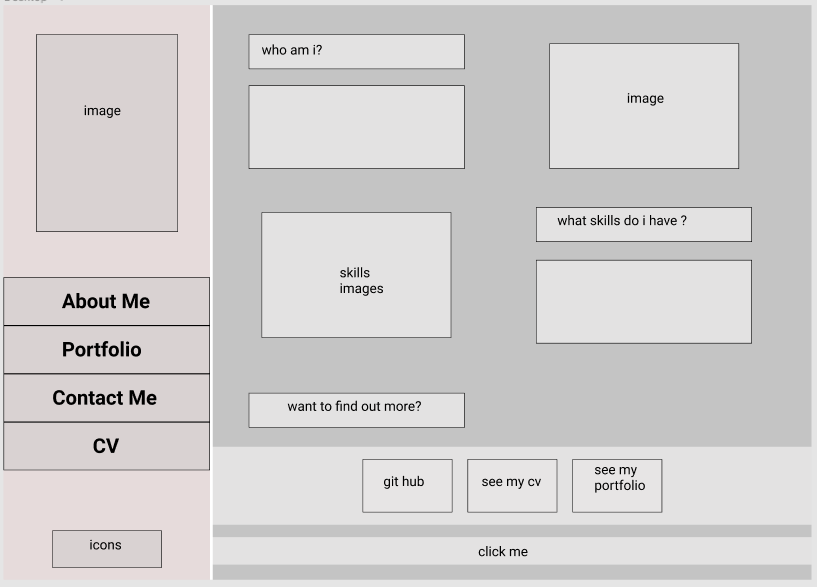 image
About Me
Portfolio
Contact Me
CV
icons
who am i?
image
skills
images
what skills do i have ?
want to find out more?
git hub
see my cv
see my
portfolio
click me